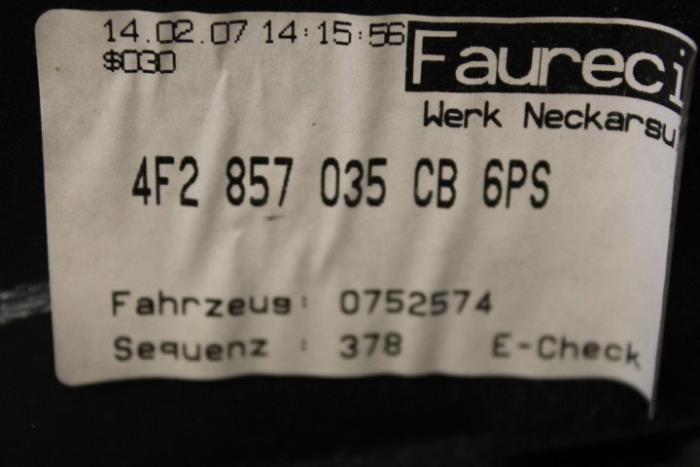 14.02.07 14:15:56
$030
Faureci
Werk Neckarsu
4F2 857 035 CB 6PS
Fahrzeug: 0752574
Sequenz : 378 E-Check